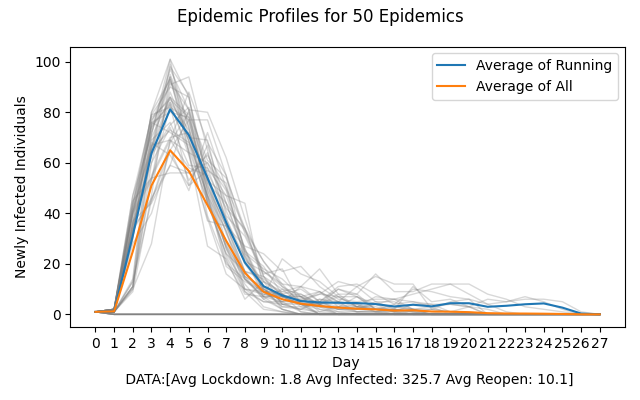 Epidemic Profiles for 50 Epidemics
Newly Infected Individuals
100
80
60
40
20
0
Average of Running
Average of All
0 1 2 3 4 5 6 7 8 9 10 11 12 13 14 15 16 17 18 19 20 21 22 23 24 25 26 27
Day
DATA:[Avg Lockdown: 1.8 Avg Infected: 325.7 Avg Reopen: 10.1]